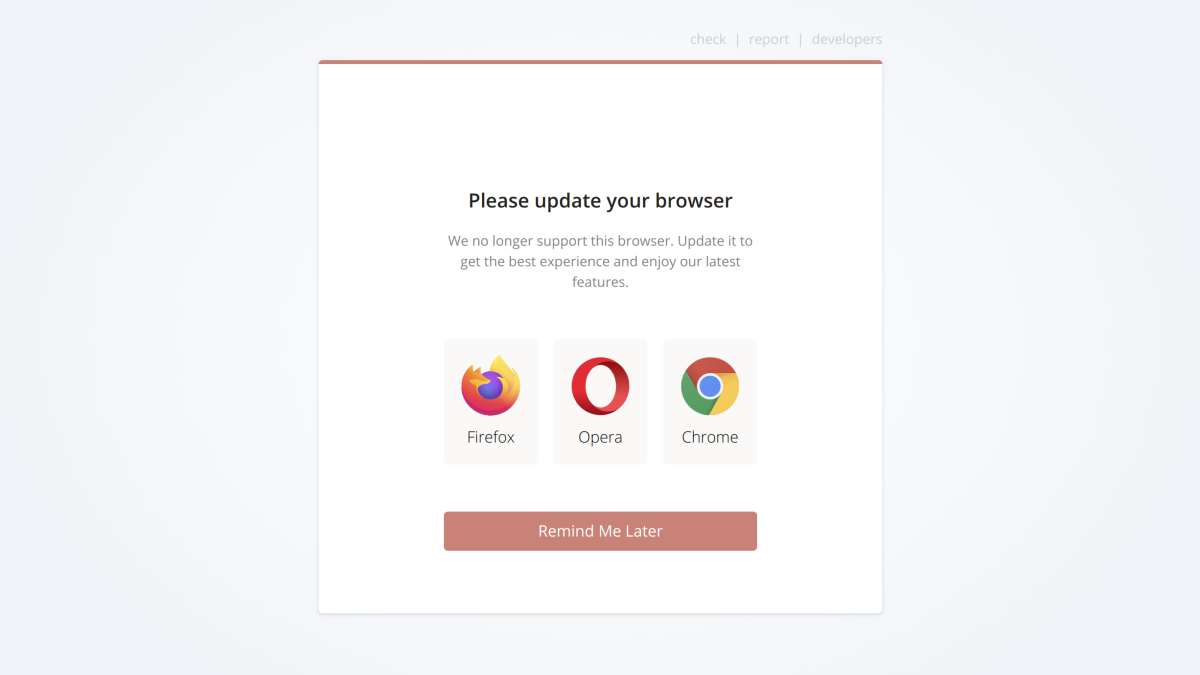 check | report | developers
Please update your browser
We no longer support this browser. Update it to
get the best experience and enjoy our latest
features.
Firefox Opera Chrome
Remind Me Later